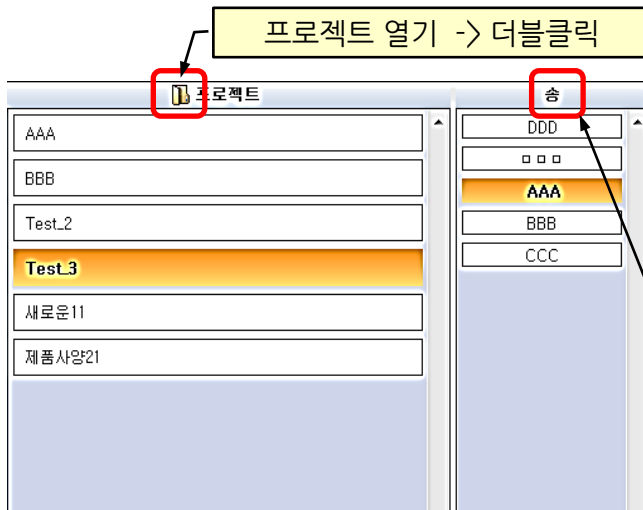 프로젝트 열기 -> 더블클릭
프로젝트
송
AAA
BBB
Test_2
Test_3
새로운11
제품사양21
DDD
ㅁㅁㅁ
AAA
BBB
CCC